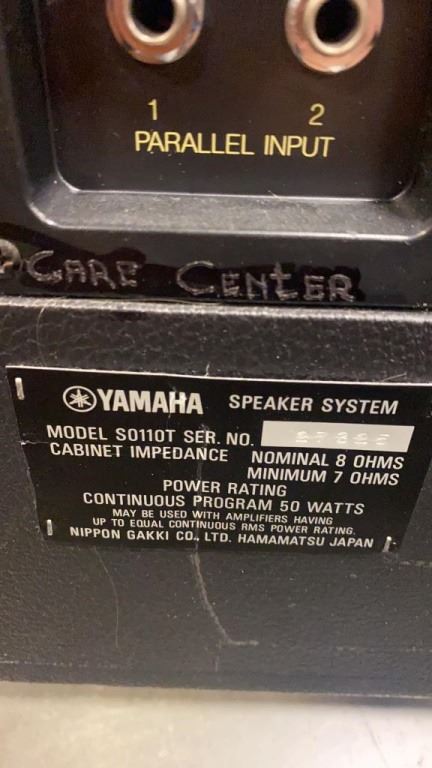 1 2
PARALLEL INPUT
CARE CENTER
YAMAHA SPEAKER SYSTEM
MODEL S0110T SER. NO.
CABINET IMPEDANCE NOMINAL 8 OHMS
MINIMUM 7 OHMS
POWER RATING
CONTINUOUS PROGRAM 50 WATTS
MAY BE USED WITH AMPLIFIERS HAVING
UP TO EQUAL CONTINUOUS RMS POWER RATING.
NIPPON GAKKI CO., LTD. HAMAMATSU JAPAN